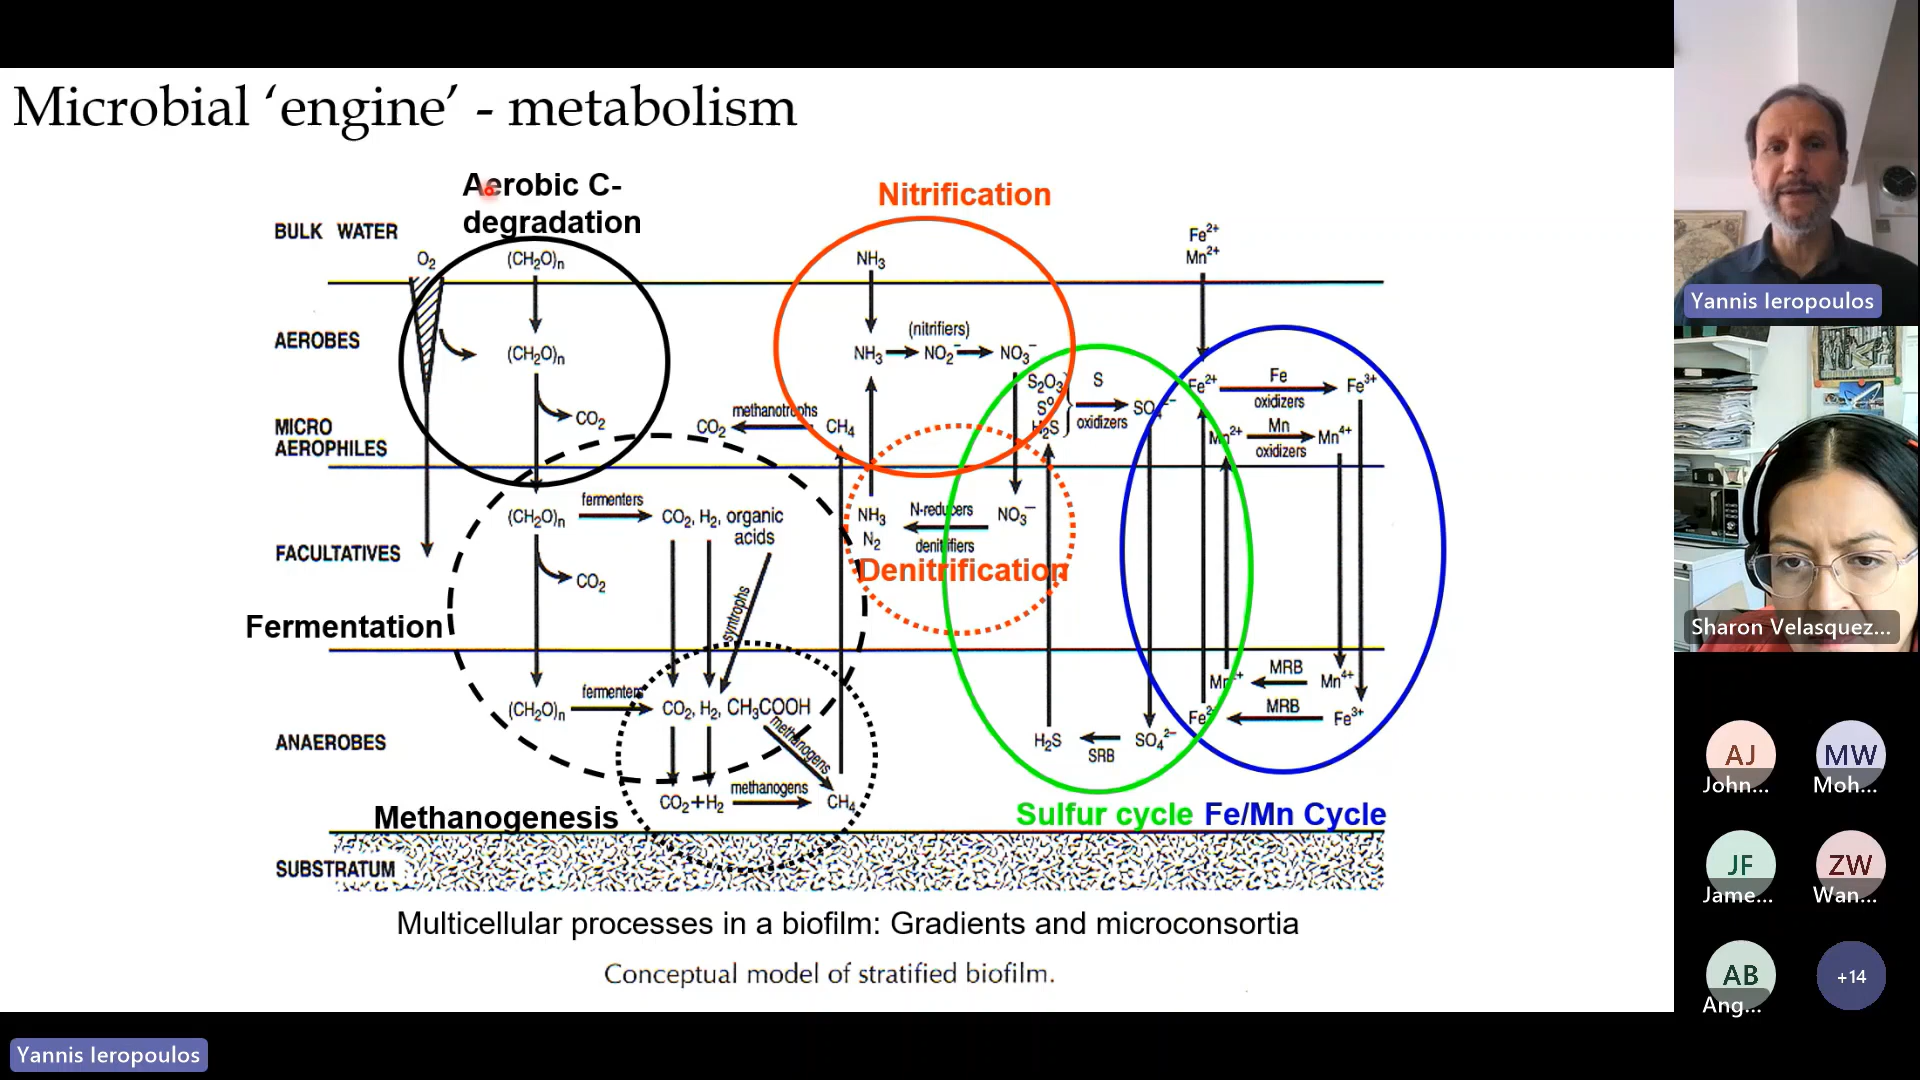 Microbial ‘engine’ - metabolism
Aerobic C-
degradation
Nitrification
BULK WATER
O2
(CH2O)n
NH3
Fe2+
Mn2+
AEROBES
(CH2O)n
(nitrifiers)
NH3 NO2− NO3−
S2O3
S
Fe2+
Fe
Fe3+
oxidizers
S°
SO4−−
oxidizers
H2S
CO2
MICRO
AEROPHILES
CO2
methanotrophs
CH4
Mn2+
Mn
Mn4+
oxidizers
(CH2O)n
fermenters
CO2, H2, organic
acids
NH3
N2
N-reducers
NO3−
denitrifiers
Denitrification
FACULTATIVES
CO2
syntrophs
Fermentation
ANAEROBES
(CH2O)n
fermenters
CO2, H2, CH3COOH
methanogens
MRB
Mn4+
Fe2
MRB
Fe3+
H2S
SRB
SO42−
CO2+H2
methanogens
CH4
Methanogenesis
Sulfur cycle
Fe/Mn Cycle
SUBSTRATUM
Multicellular processes in a biofilm: Gradients and microconsortia
Conceptual model of stratified biofilm.
Yannis Ieropoulos
Yannis Ieropoulos
Sharon Velasquez...
AJ
John...
MW
Moh...
JF
Jame...
ZW
Wan...
AB
Ang...
+14